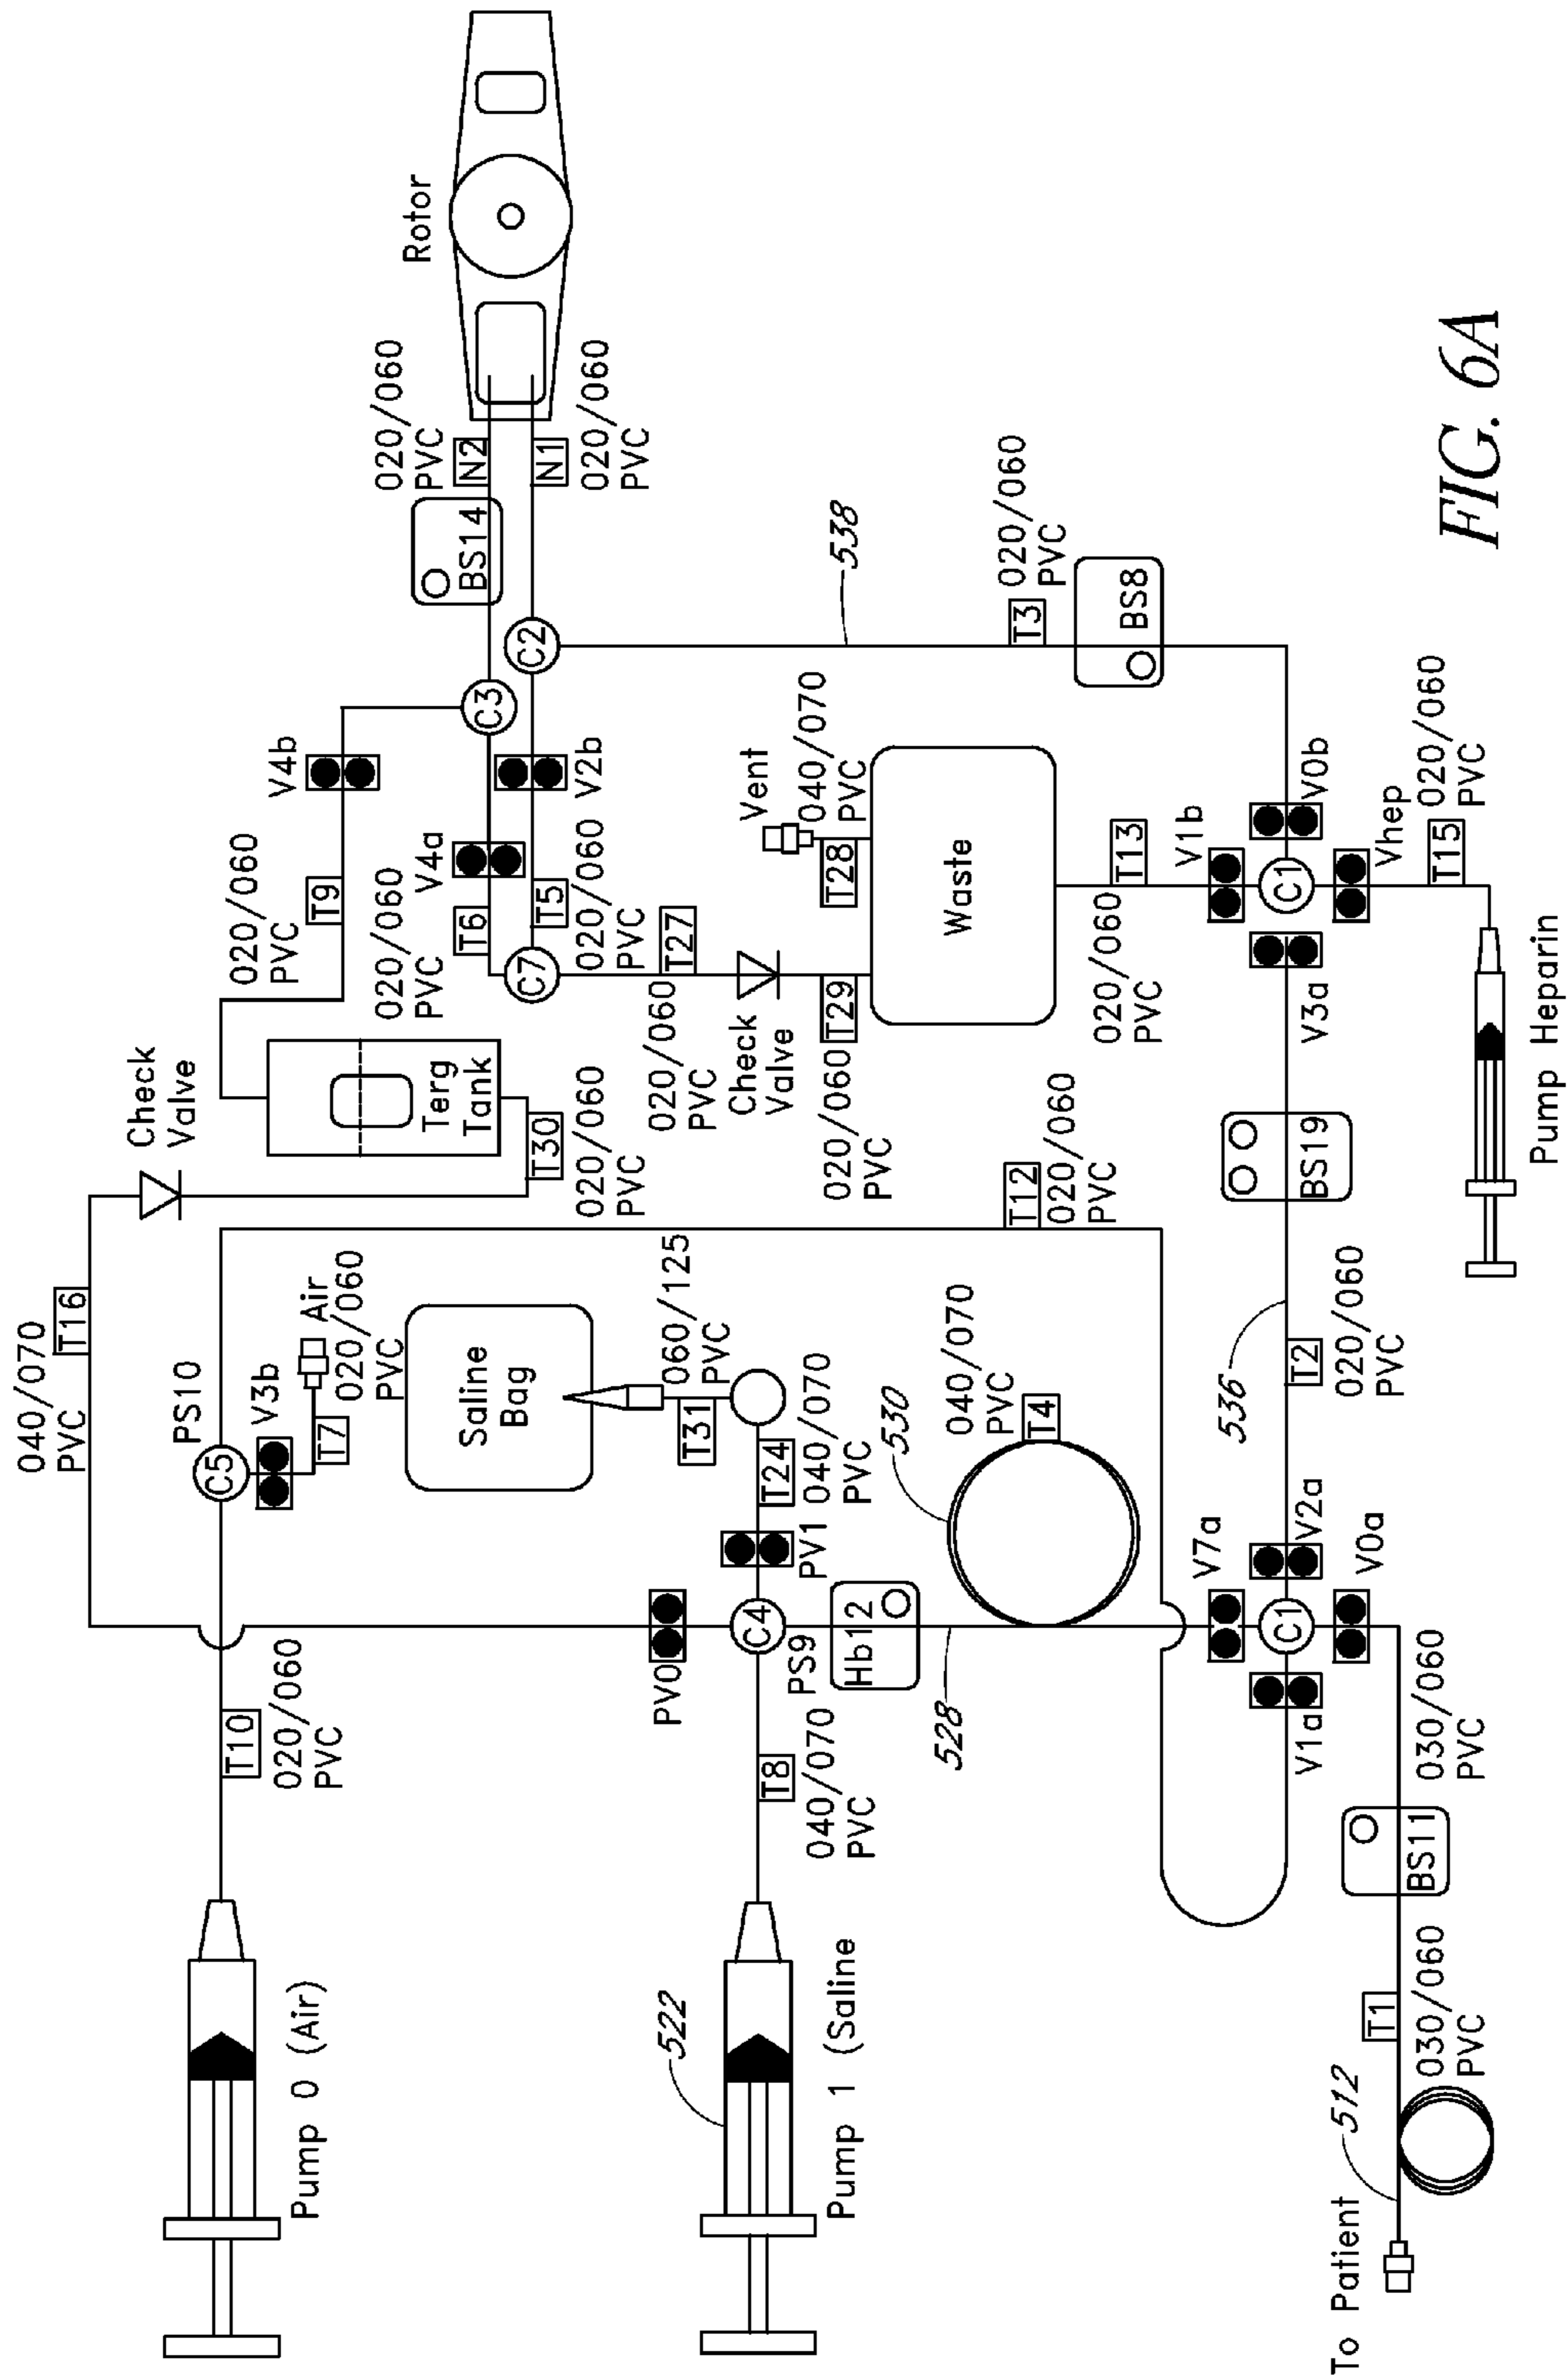 Pump 0 (Air)
T10
020/060
PVC
C5
PS10
V3b
T7
Air
020/060
PVC
040/070
PVC
T16
Check
Valve
Terg
Tank
T30
020/060
PVC
020/060
PVC
T9
V4b
C3
V4a
T6
020/060
PVC
C7
T5
020/060
PVC
V2b
C2
BS14
N2
020/060
PVC
N1
020/060
PVC
Rotor
Pump 1 (Saline
522
T8
040/070
PVC
PV0
C4
PS9
PV1
T24
040/070
PVC
T31
060/125
PVC
Saline
Bag
Hb12
528
530
040/070
PVC
T4
T12
020/060
PVC
T27
020/060
PVC
Check
Valve
T29
020/060
PVC
Vent
T28
040/070
PVC
Waste
T13
020/060
PVC
538
T3
020/060
PVC
BS8
V7a
V1a
C1
V2a
V0a
536
T2
020/060
PVC
BS19
V3a
V1b
C1
V0b
Vhep
T15
020/060
PVC
Pump Heparin
To Patient
512
T1
030/060
PVC
BS11
030/060
PVC
FIG. 6A